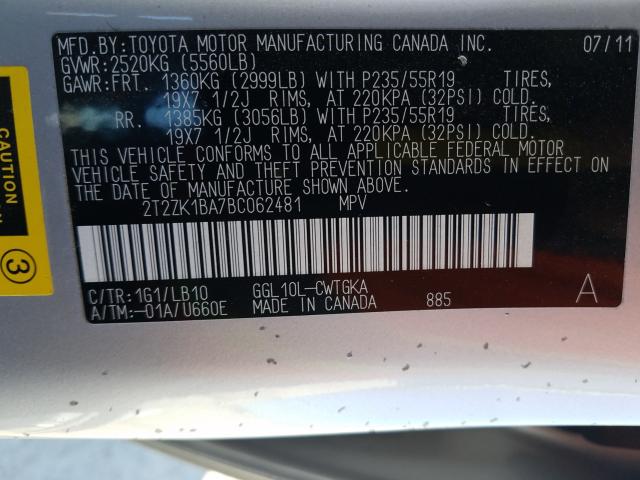 MFD.BY:TOYOTA MOTOR MANUFACTURING CANADA INC. 07/11
GVWR:2520KG (5560LB)
GAWR:FRT. 1360KG (2999LB) WITH P235/55R19 TIRES,
19X7 1/2J RIMS, AT 220KPA (32PSI) COLD.
RR. 1385KG (3056LB) WITH P235/55R19 TIRES,
19X7 1/2J RIMS, AT 220KPA (32PSI) COLD.
THIS VEHICLE CONFORMS TO ALL APPLICABLE FEDERAL MOTOR
VEHICLE SAFETY AND THEFT PREVENTION STANDARDS IN EFFECT ON
THE DATE OF MANUFACTURE SHOWN ABOVE.
2T2ZK1BA7BC062481 MPV
C/TR:1G1/LB10 GGL10L-CWTGKA
A/TM:-01A/U660E MADE IN CANADA 885 A
CAUTION
3